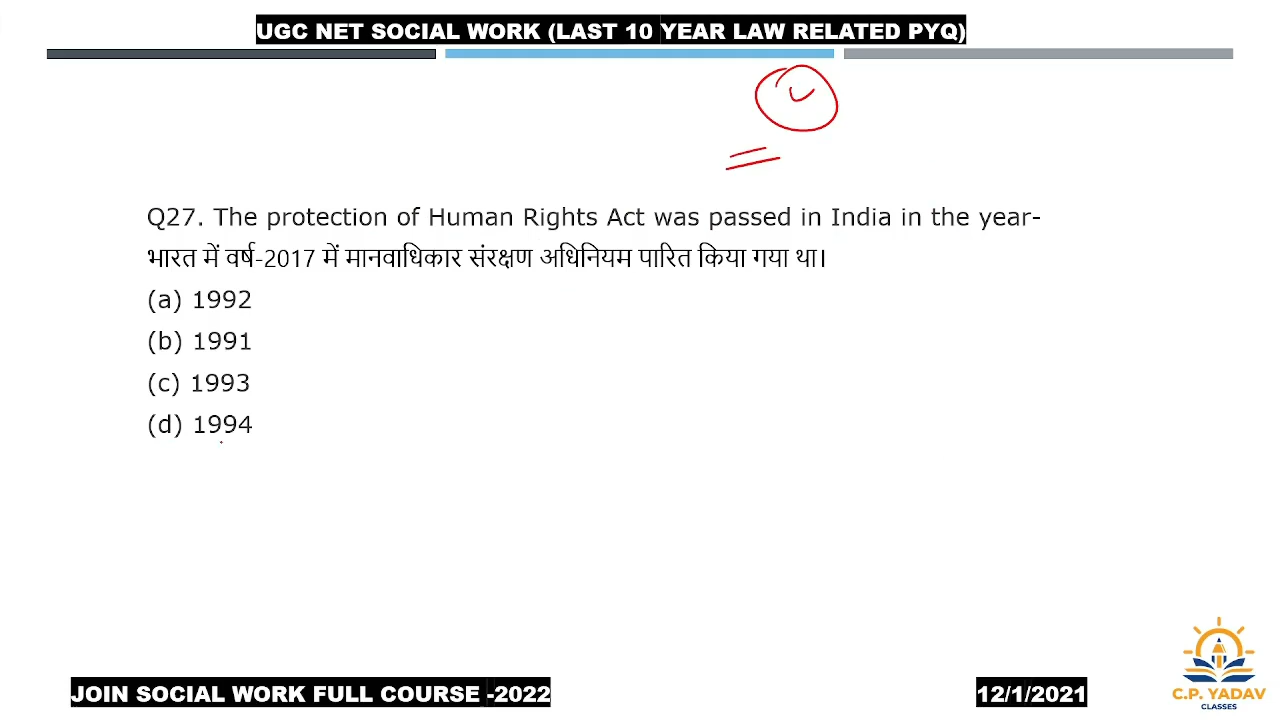 UGC NET SOCIAL WORK (LAST 10 YEAR LAW RELATED PYQ)
Q27. The protection of Human Rights Act was passed in India in the year-
भारत में वर्ष-2017 में मानवाधिकार संरक्षण अधिनियम पारित किया गया था।
(a) 1992
(b) 1991
(c) 1993
(d) 1994
JOIN SOCIAL WORK FULL COURSE -2022
12/1/2021
C.P. YADAV
CLASSES